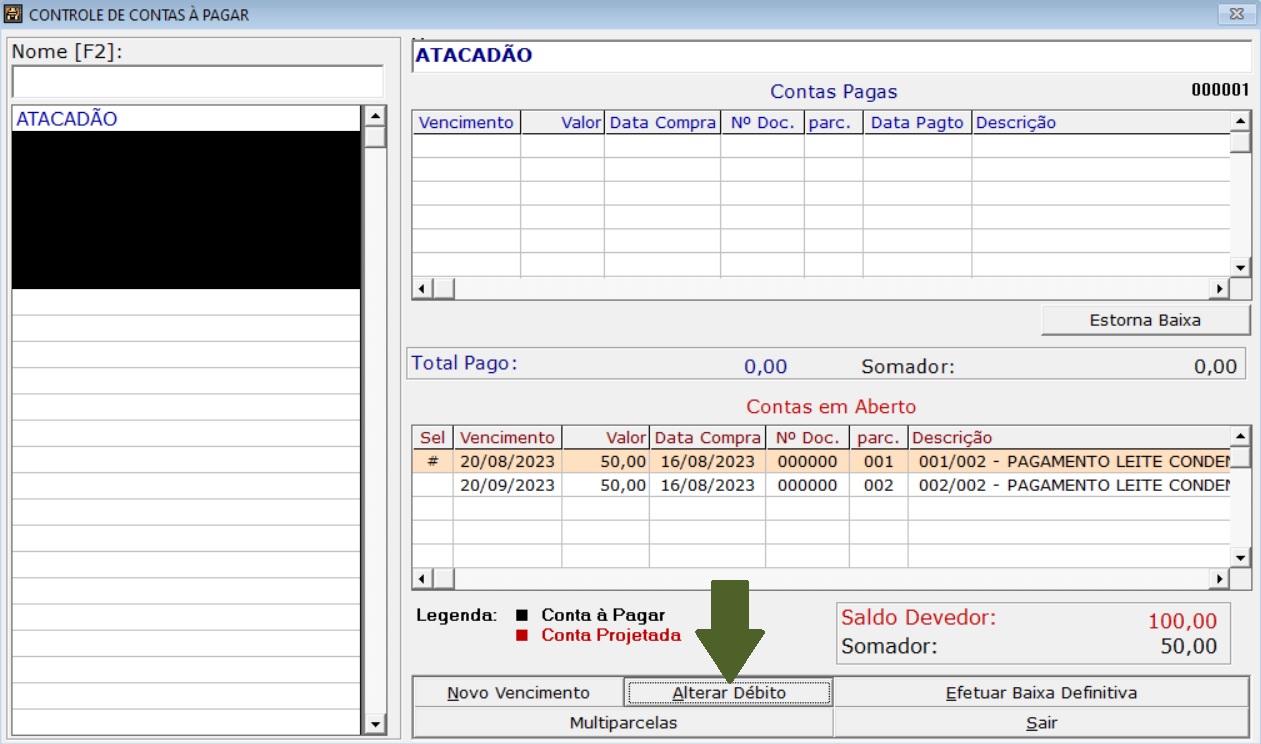 CONTROLE DE CONTAS À PAGAR
Nome [F2]:
ATACADÃO
ATACADÃO
Contas Pagas
000001
Vencimento Valor Data Compra Nº Doc. parc. Data Pagto Descrição
Estorna Baixa
Total Pago: 0,00 Somador: 0,00
Contas em Aberto
Sel Vencimento Valor Data Compra Nº Doc. parc. Descrição
# 20/08/2023 50,00 16/08/2023 000000 001 001/002 - PAGAMENTO LEITE CONDEN
20/09/2023 50,00 16/08/2023 000000 002 002/002 - PAGAMENTO LEITE CONDEN
Legenda: Conta à Pagar
Conta Projetada
Saldo Devedor: 100,00
Somador: 50,00
Novo Vencimento Alterar Débito Efetuar Baixa Definitiva
Multiparcelas Sair